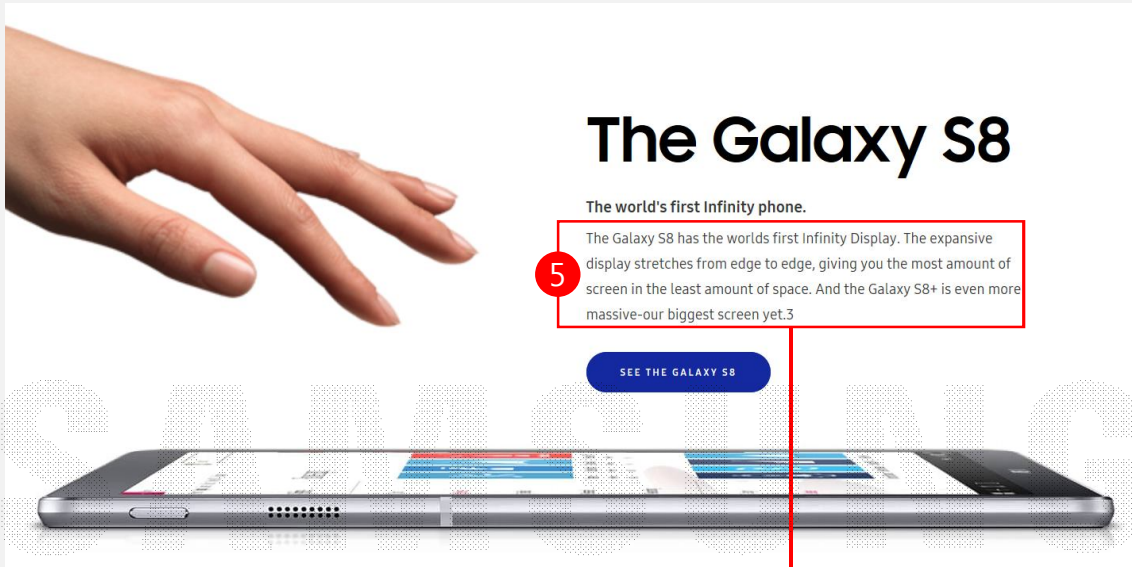 The Galaxy S8
The world's first Infinity phone.
The Galaxy S8 has the worlds first Infinity Display. The expansive
display stretches from edge to edge, giving you the most amount of
screen in the least amount of space. And the Galaxy S8+ is even more
massive-our biggest screen yet.3
5
SEE THE GALAXY S8
SAMSUNG